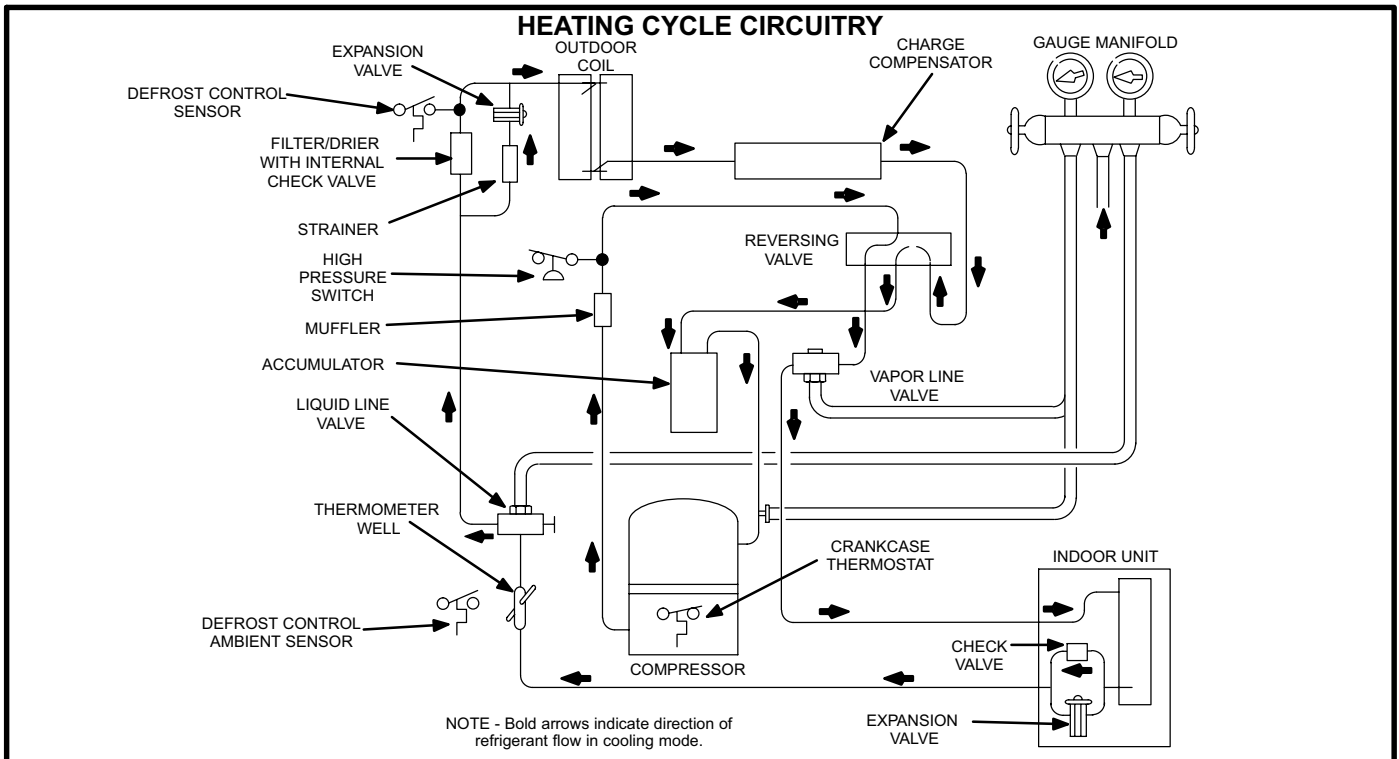 HEATING CYCLE CIRCUITRY
EXPANSION
VALVE
OUTDOOR
COIL
CHARGE
COMPENSATOR
GAUGE MANIFOLD
DEFROST CONTROL
SENSOR
FILTER/DRIER
WITH INTERNAL
CHECK VALVE
STRAINER
REVERSING
VALVE
HIGH
PRESSURE
SWITCH
MUFFLER
ACCUMULATOR
VAPOR LINE
VALVE
LIQUID LINE
VALVE
THERMOMETER
WELL
CRANKCASE
THERMOSTAT
INDOOR UNIT
DEFROST CONTROL
AMBIENT SENSOR
COMPRESSOR
CHECK
VALVE
EXPANSION
VALVE
NOTE - Bold arrows indicate direction of
refrigerant flow in cooling mode.